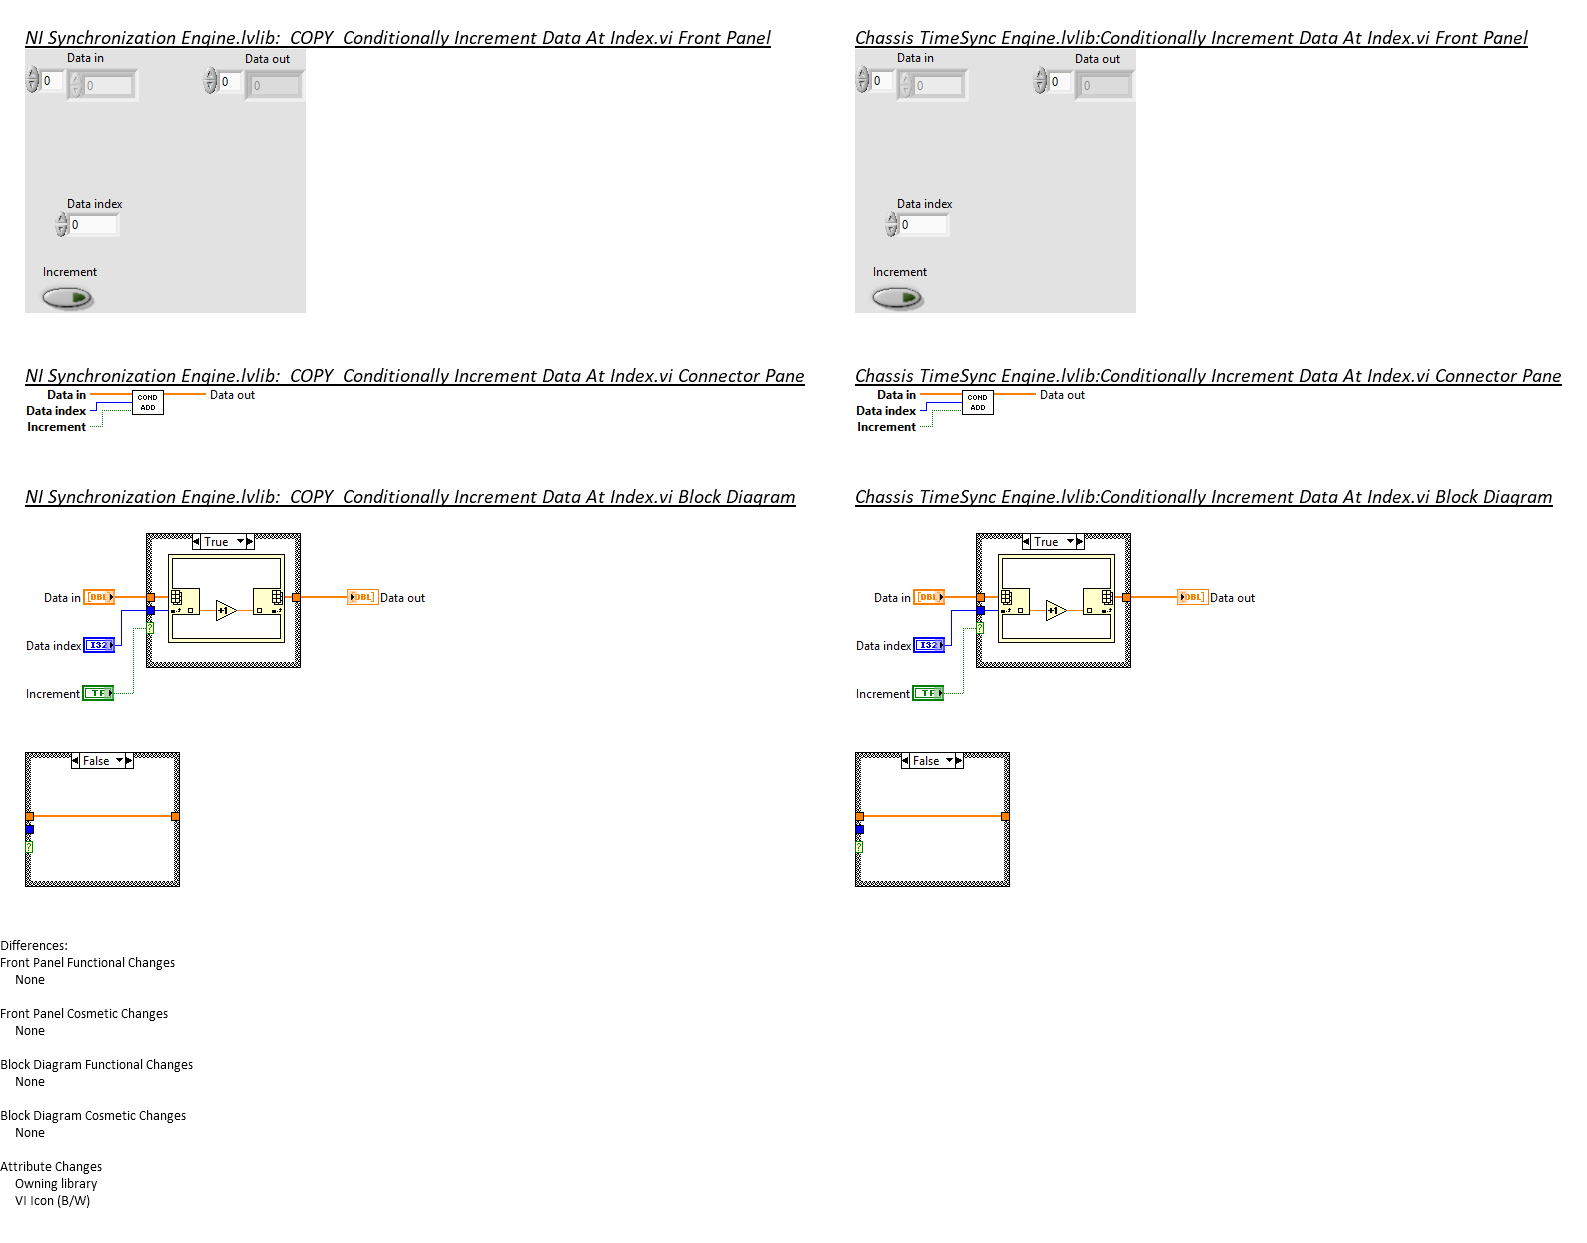 NI Synchronization Engine.lvlib:  COPY  Conditionally Increment Data At Index.vi Front Panel
Data in
Data out
0
0
0
0
Data index
0
Increment
Chassis TimeSync Engine.lvlib:Conditionally Increment Data At Index.vi Front Panel
Data in
Data out
0
0
0
0
Data index
0
Increment
NI Synchronization Engine.lvlib:  COPY  Conditionally Increment Data At Index.vi Connector Pane
Data in
Data index
Increment
COND
ADD
Data out
Chassis TimeSync Engine.lvlib:Conditionally Increment Data At Index.vi Connector Pane
Data in
Data index
Increment
COND
ADD
Data out
NI Synchronization Engine.lvlib:  COPY  Conditionally Increment Data At Index.vi Block Diagram
True
Data in [DBL]
+1
[DBL] Data out
?
Data index I32
Increment TF
False
?
Chassis TimeSync Engine.lvlib:Conditionally Increment Data At Index.vi Block Diagram
True
Data in [DBL]
+1
[DBL] Data out
?
Data index I32
Increment TF
False
?
Differences:
Front Panel Functional Changes
None
Front Panel Cosmetic Changes
None
Block Diagram Functional Changes
None
Block Diagram Cosmetic Changes
None
Attribute Changes
Owning library
VI Icon (B/W)